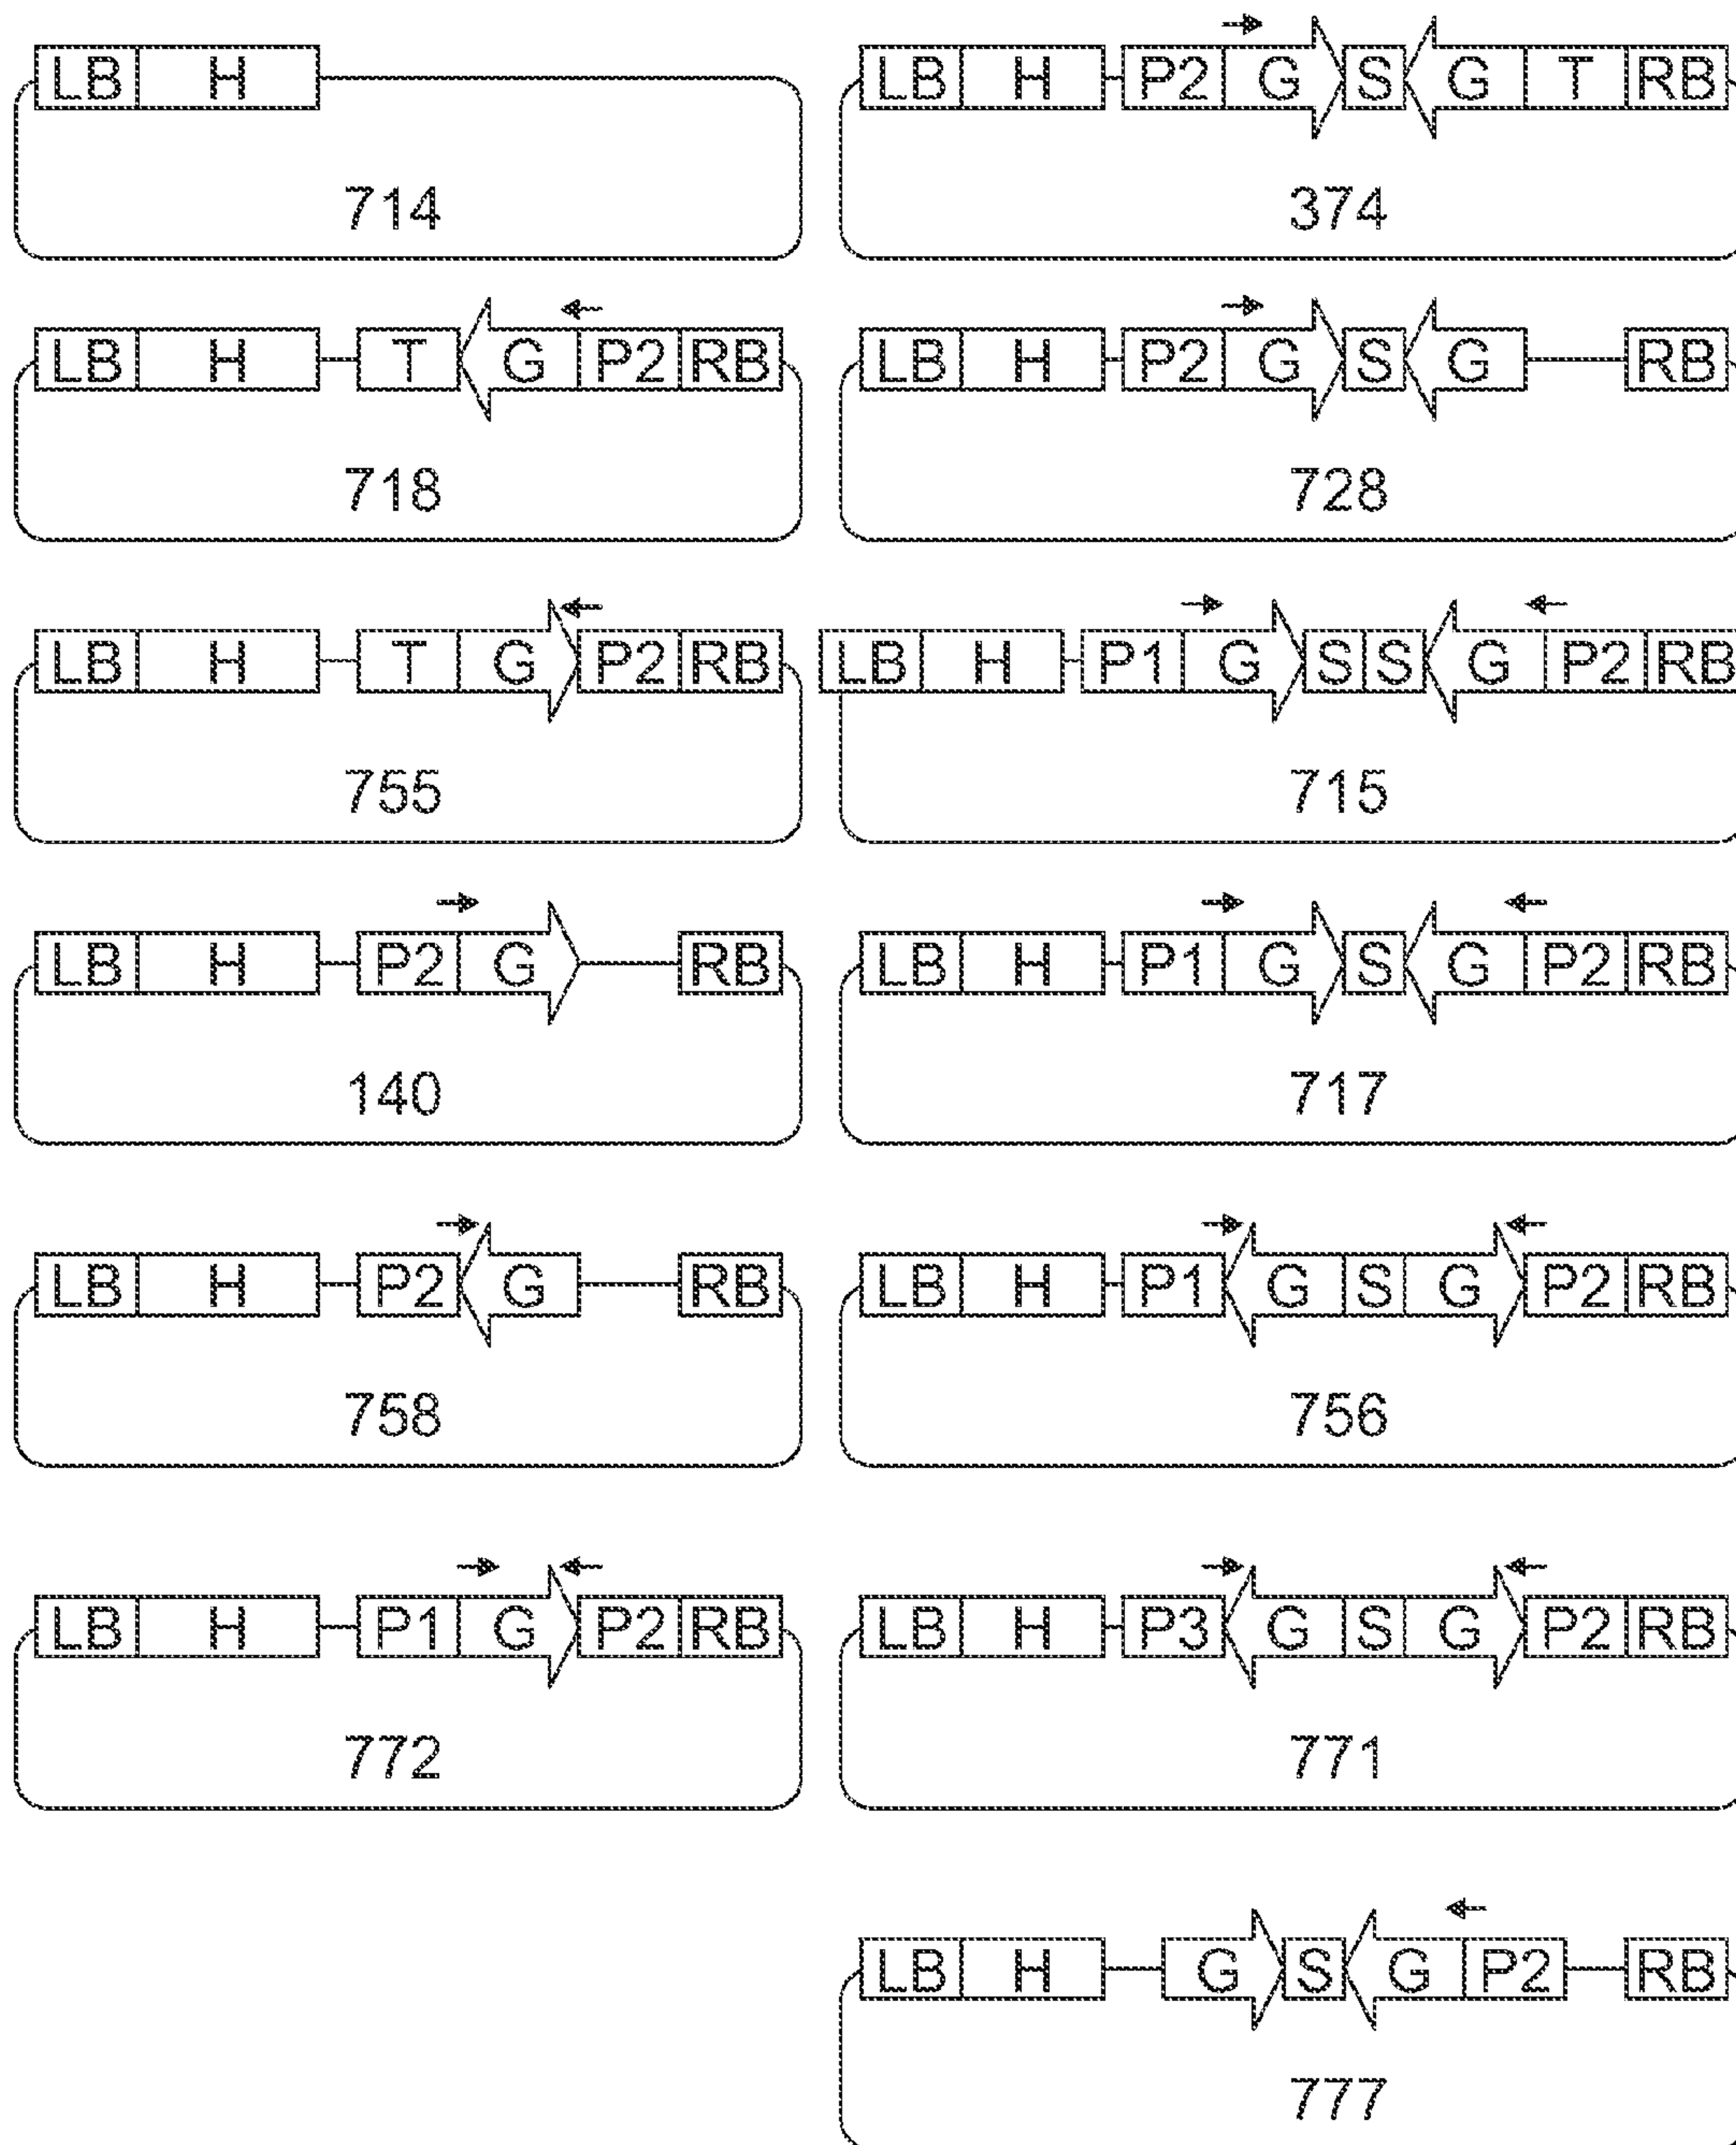 LB H
714
LB H P2 G S G T RB
374
LB H T G P2 RB
718
LB H P2 G S G RB
728
LB H T G P2 RB
755
LB H P1 G S S G P2 RB
715
LB H P2 G RB
140
LB H P1 G S G P2 RB
717
LB H P2 G RB
758
LB H P1 G S G P2 RB
756
LB H P1 G P2 RB
772
LB H P3 G S G P2 RB
771
LB H G S G P2 RB
777